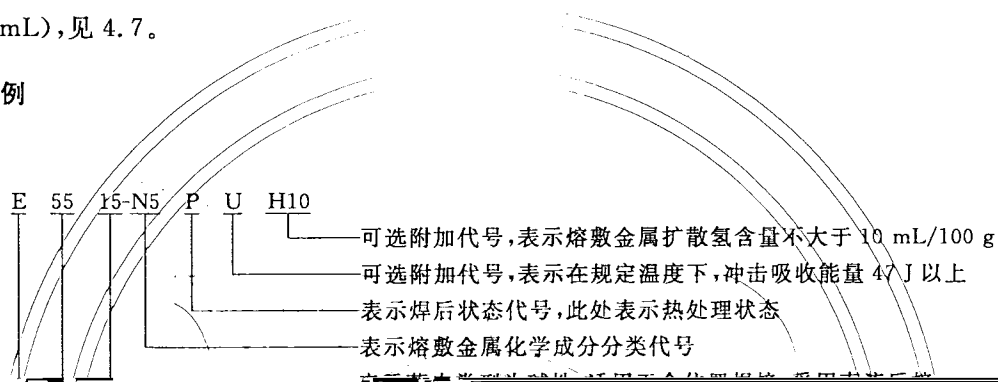 mL),见 4.7。
例
E 55 15-N5 P U H10
可选附加代号,表示熔敷金属扩散氢含量不大于 10 mL/100 g
可选附加代号,表示在规定温度下,冲击吸收能量 47 J 以上
表示焊后状态代号,此处表示热处理状态
表示熔敷金属化学成分分类代号